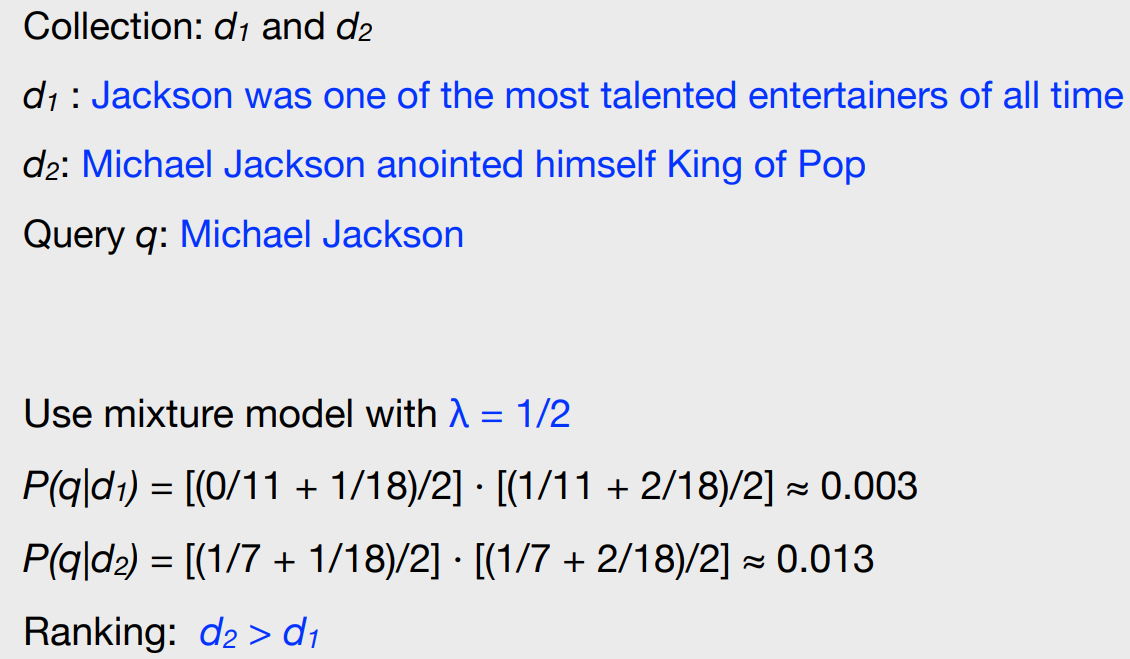 Collection: d1 and d2
d1 : Jackson was one of the most talented entertainers of all time
d2: Michael Jackson anointed himself King of Pop
Query q: Michael Jackson
Use mixture model with λ = 1/2
P(q|d1) = [(0/11 + 1/18)/2] · [(1/11 + 2/18)/2] ≈ 0.003
P(q|d2) = [(1/7 + 1/18)/2] · [(1/7 + 2/18)/2] ≈ 0.013
Ranking: d2 > d1